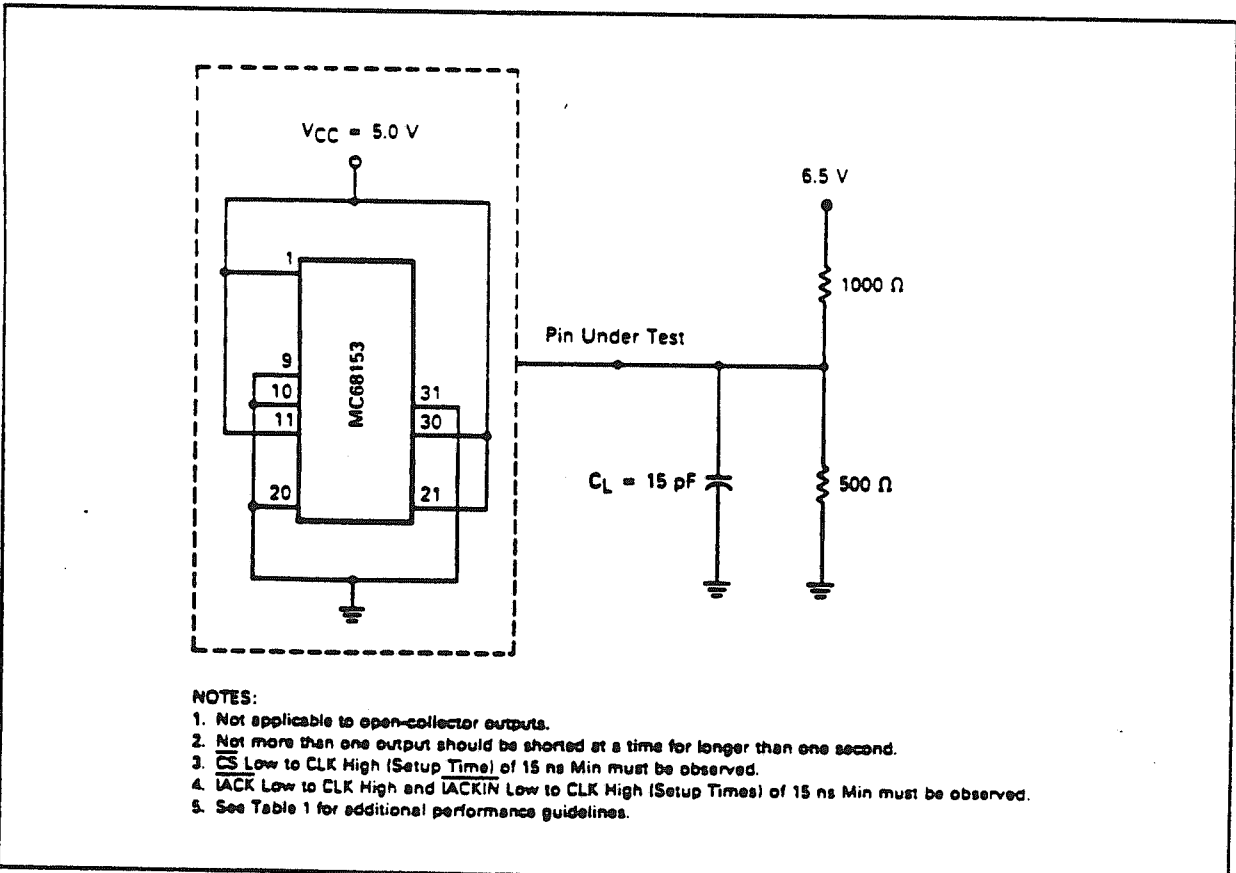 VCC = 5.0 V
6.5 V
1
1000 Ω
Pin Under Test
MC68153
9
10
11
31
30
20
21
CL = 15 pF
500 Ω
NOTES:
1. Not applicable to open-collector outputs.
2. Not more than one output should be shorted at a time for longer than one second.
3. C̅S̅ Low to CLK High (Setup Time) of 15 ns Min must be observed.
4. I̅A̅C̅K̅ Low to CLK High and I̅A̅C̅K̅I̅N̅ Low to CLK High (Setup Times) of 15 ns Min must be observed.
5. See Table 1 for additional performance guidelines.